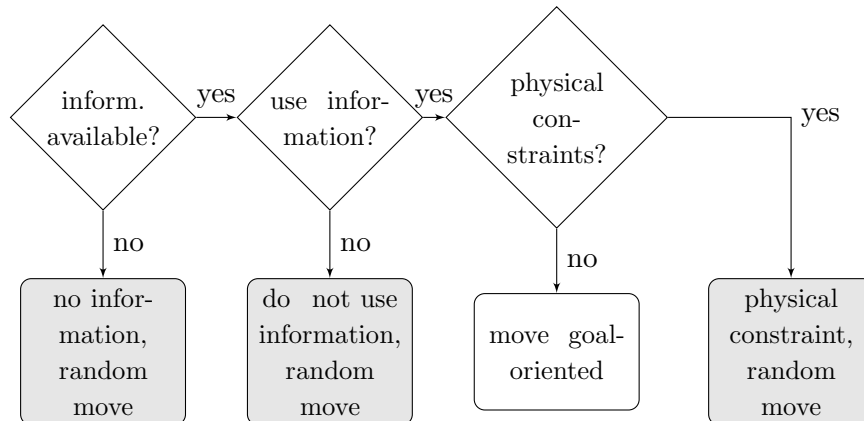 inform.
available?
yes
use infor-
mation?
yes
physical
con-
straints?
yes
no
no
no
no infor-
mation,
random
move
do not use
information,
random
move
move goal-
oriented
physical
constraint,
random
move